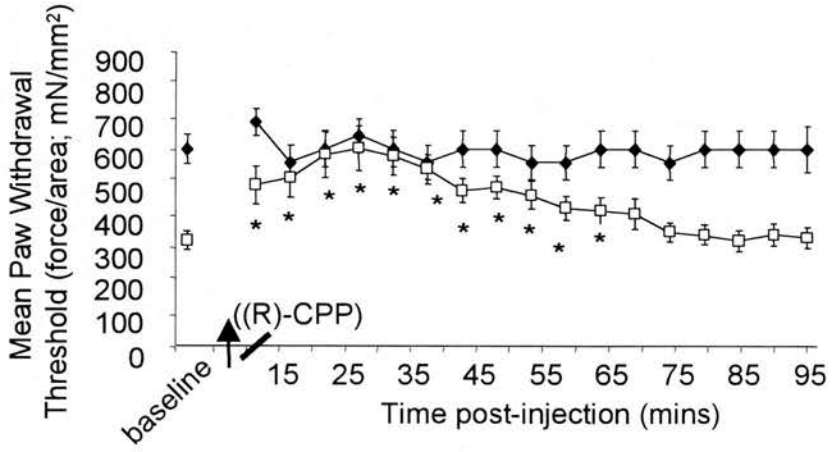 Mean Paw Withdrawal
Threshold (force/area; mN/mm²)
900
800
700
600
500
400
300
200
100
0
* * * * * * * * * * *
((R)-CPP)
baseline
15 25 35 45 55 65 75 85 95
Time post-injection (mins)